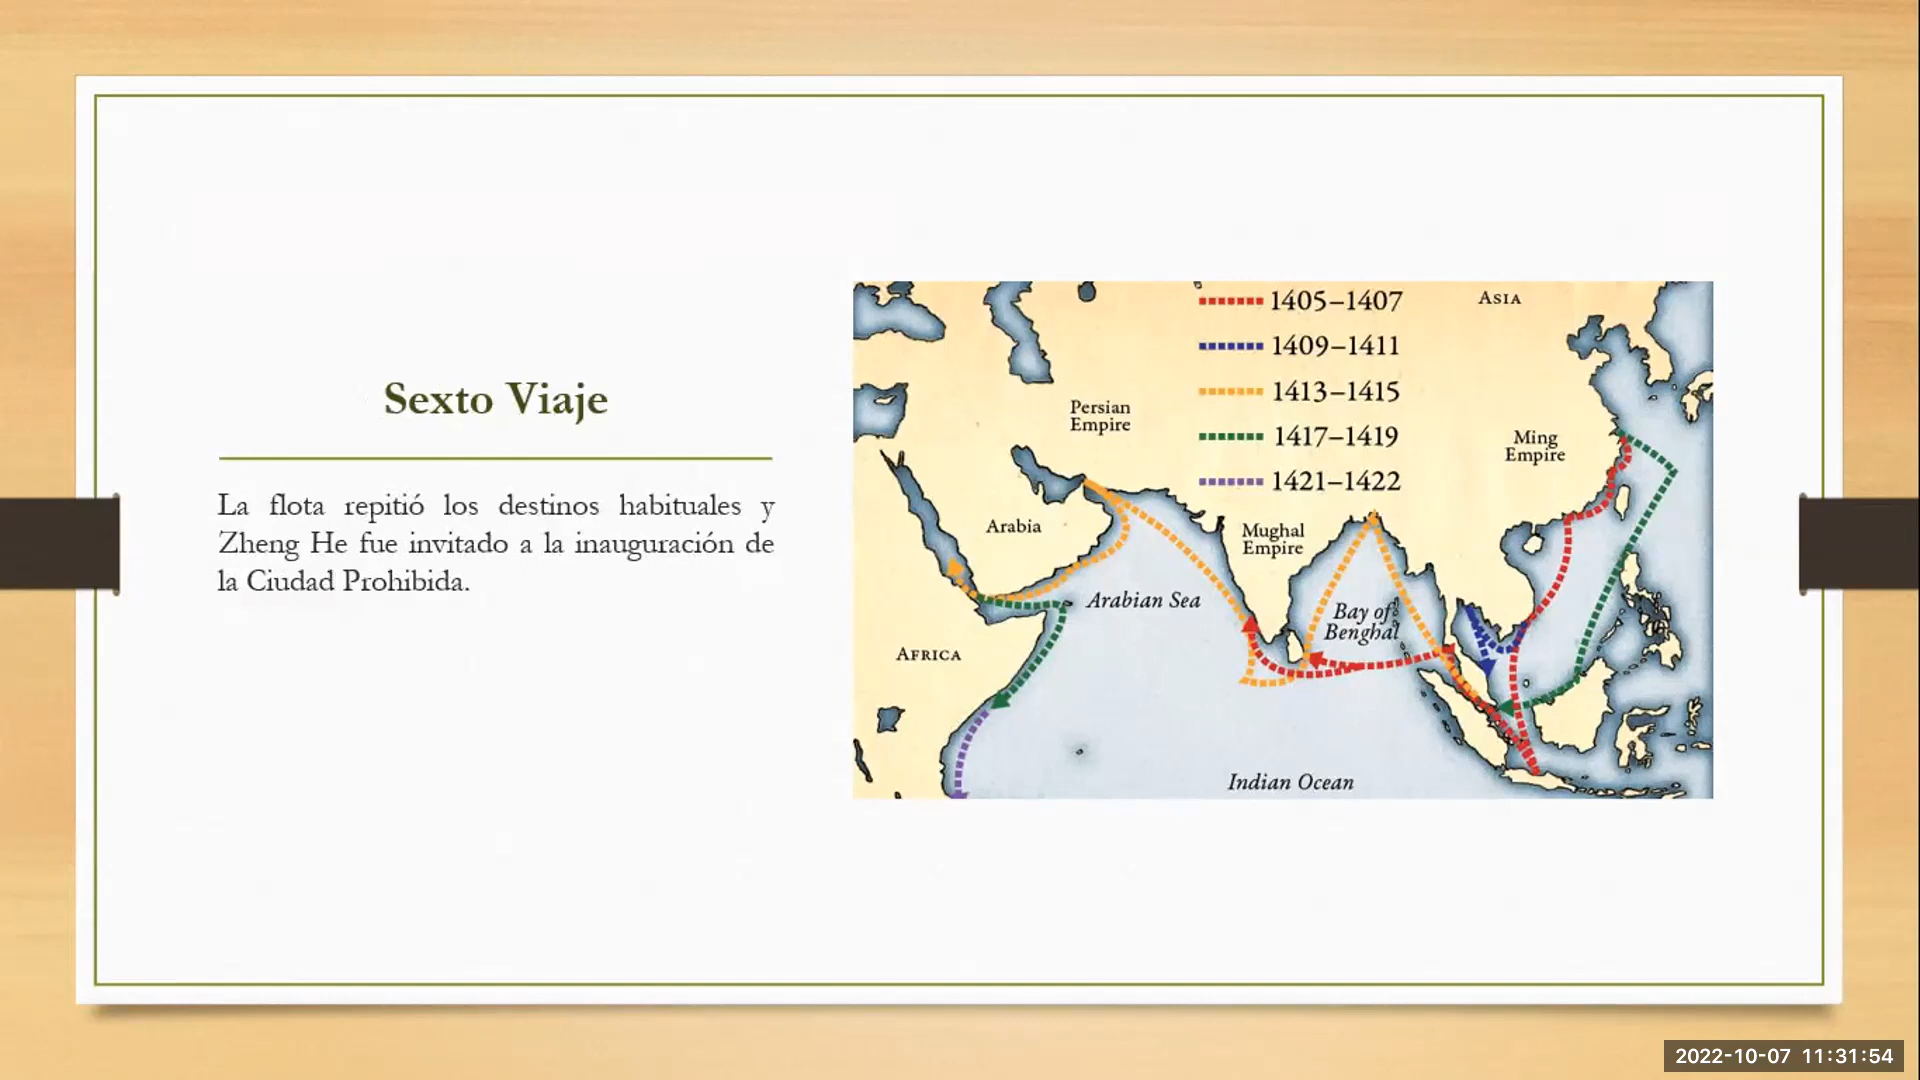 Sexto Viaje
La flota repitió los destinos habituales y
Zheng He fue invitado a la inauguración de
la Ciudad Prohibida.
1405–1407
1409–1411
1413–1415
1417–1419
1421–1422
ASIA
Persian
Empire
Ming
Empire
Arabia
Mughal
Empire
Arabian Sea
Bay of
Benghal
AFRICA
Indian Ocean
2022-10-07 11:31:54